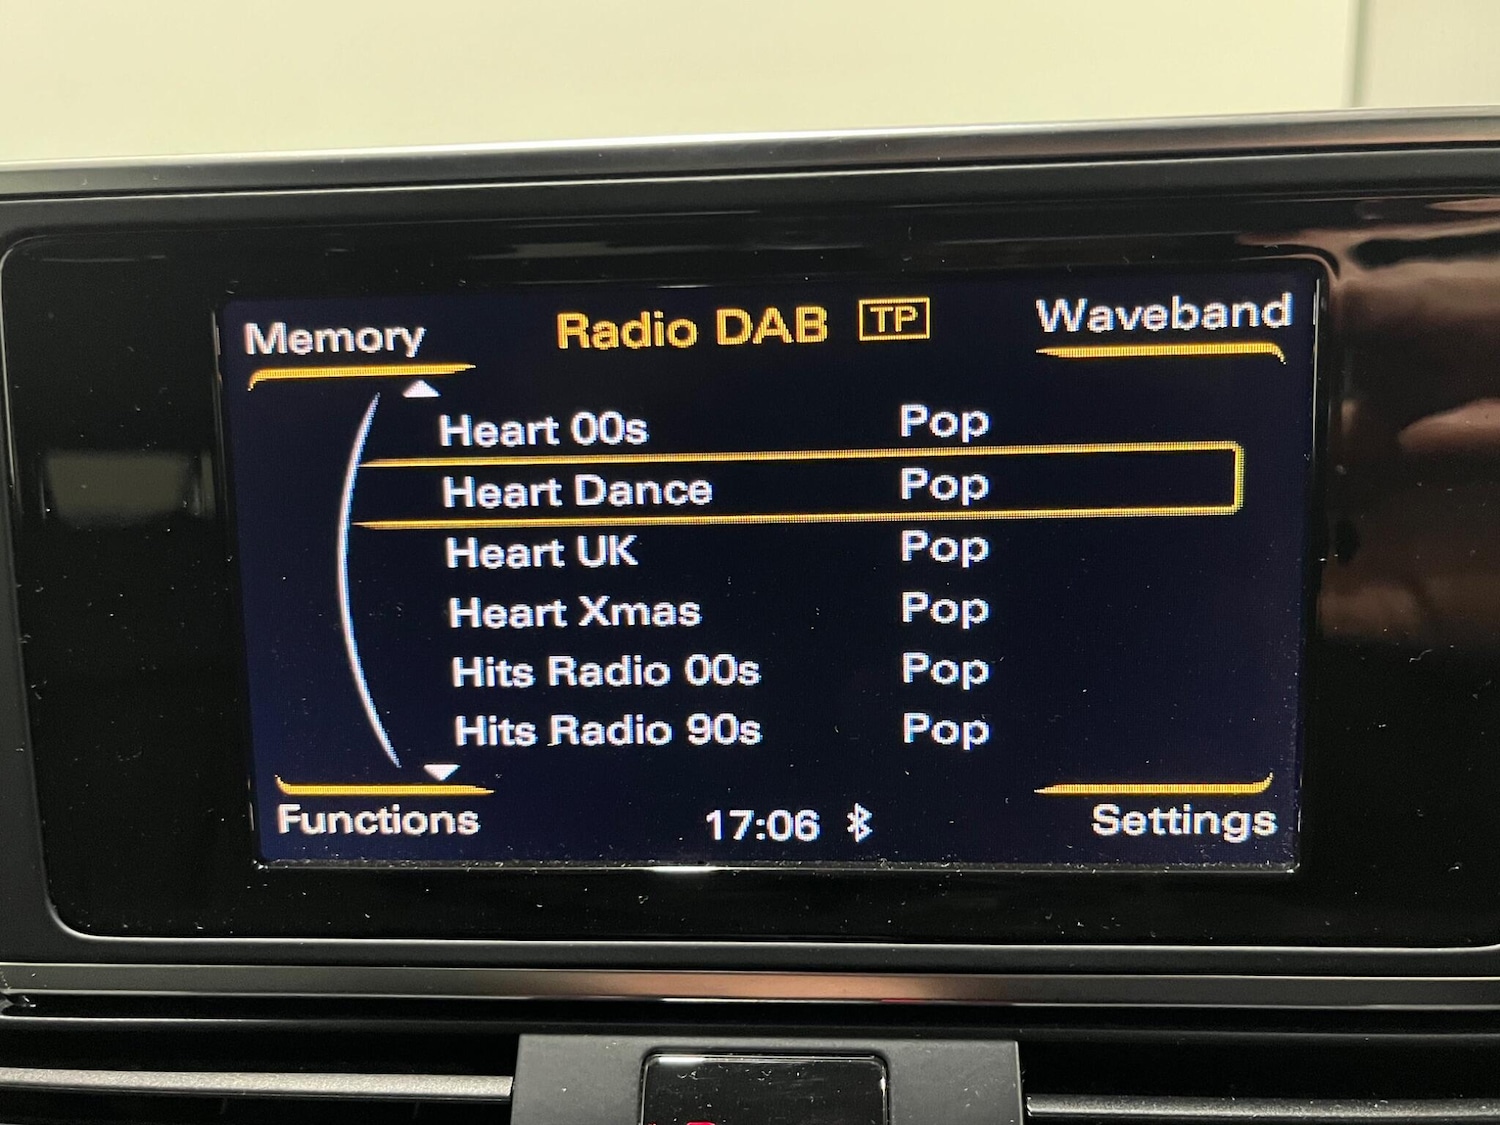 Memory Radio DAB TP Waveband
Heart 00s Pop
Heart Dance Pop
Heart UK Pop
Heart Xmas Pop
Hits Radio 00s Pop
Hits Radio 90s Pop
Functions 17:06 Settings